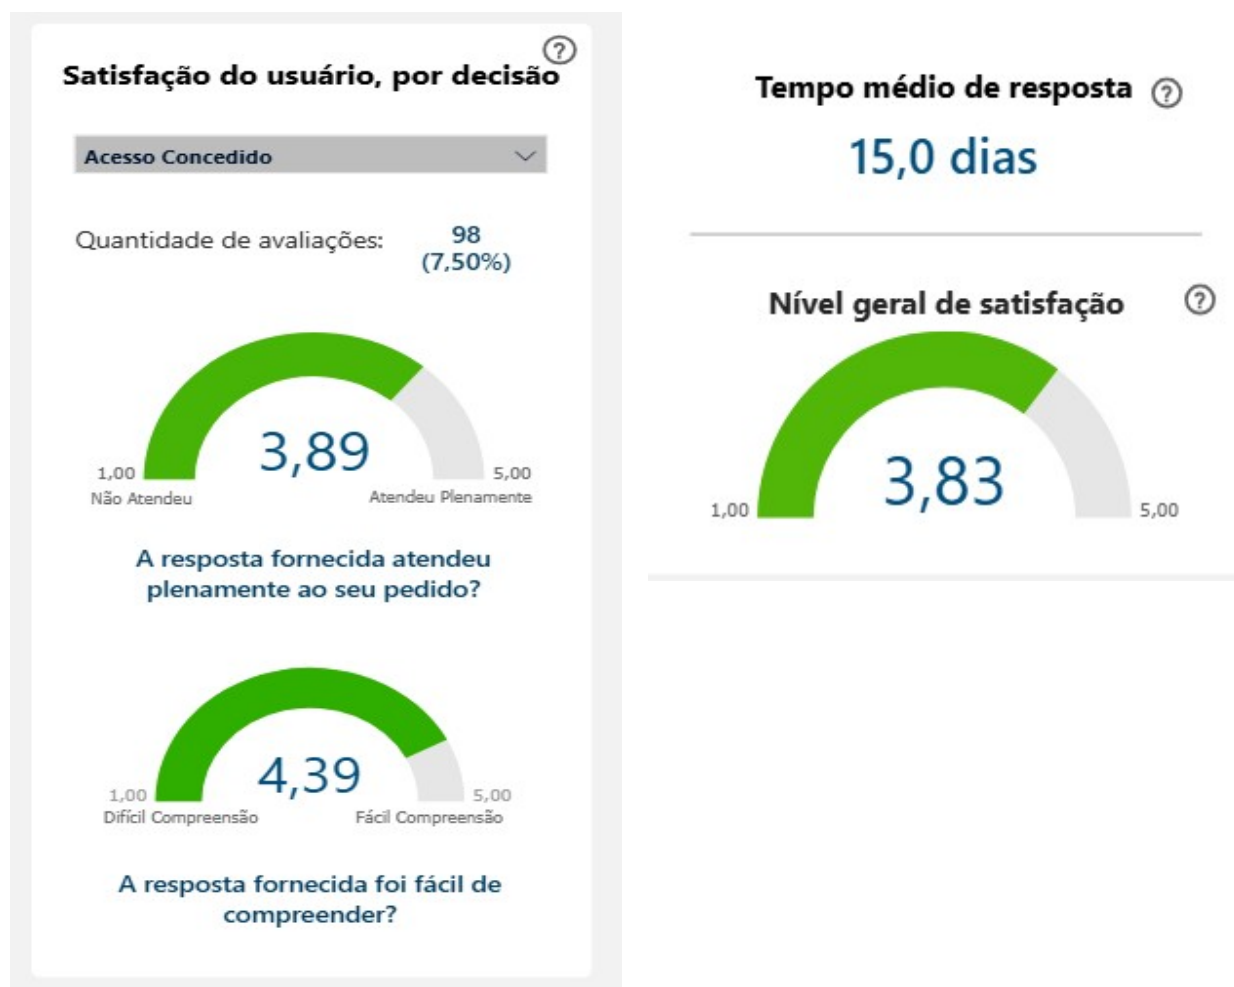 Satisfação do usuário, por decisão
?
Acesso Concedido
Quantidade de avaliações:
98
(7,50%)
3,89
1,00
5,00
Não Atendeu
Atendeu Plenamente
A resposta fornecida atendeu
plenamente ao seu pedido?
4,39
1,00
5,00
Difícil Compreensão
Fácil Compreensão
A resposta fornecida foi fácil de
compreender?
Tempo médio de resposta
?
15,0 dias
Nível geral de satisfação
?
3,83
1,00
5,00